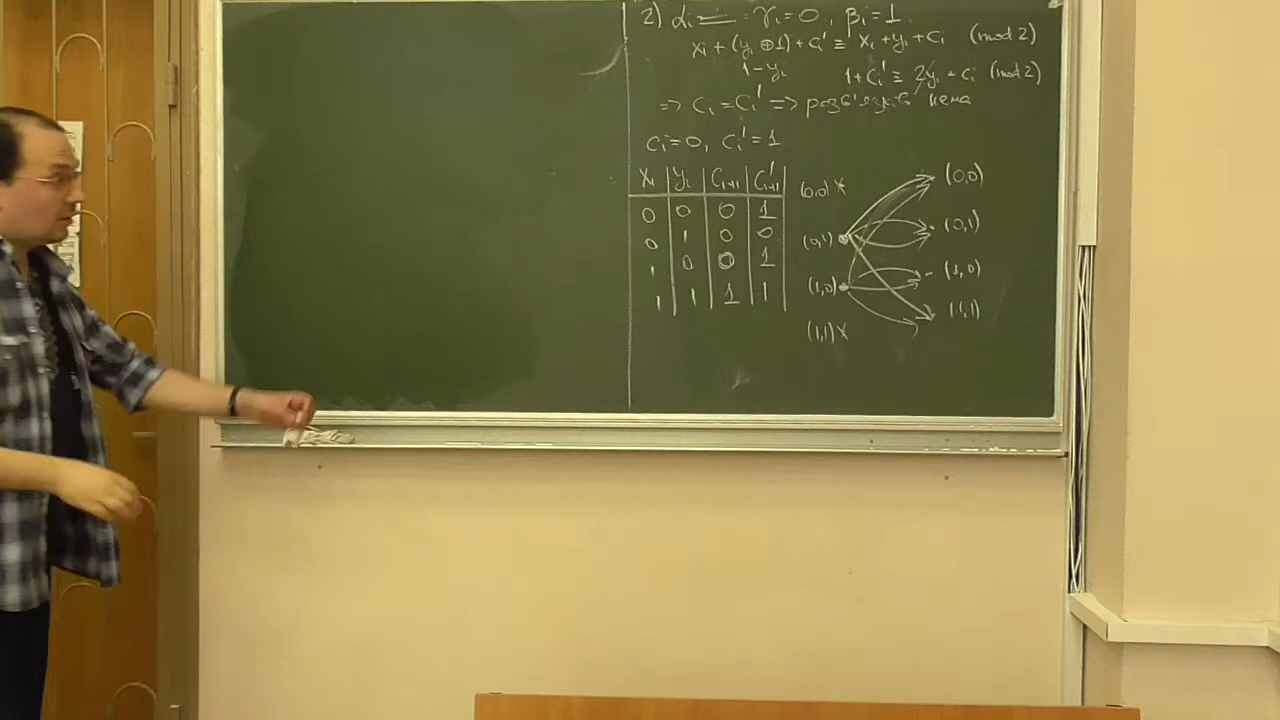 2) αi = γi = 0, βi = 1
xi + (yi ⊕ 1) + ci' ≡ xi + yi + ci (mod 2)
1 - yi
1 + ci' ≡ 2yi + ci (mod 2)
=> ci = ci' => розв'язків нема
ci = 0, ci' = 1
xi yi ci+1 c'i+1
0 0 0 1
0 1 0 0
1 0 0 1
1 1 1 1
(0,0) x
(0,1)
(1,0)
(1,1) x
(0,0)
(0,1)
(1,0)
(1,1)